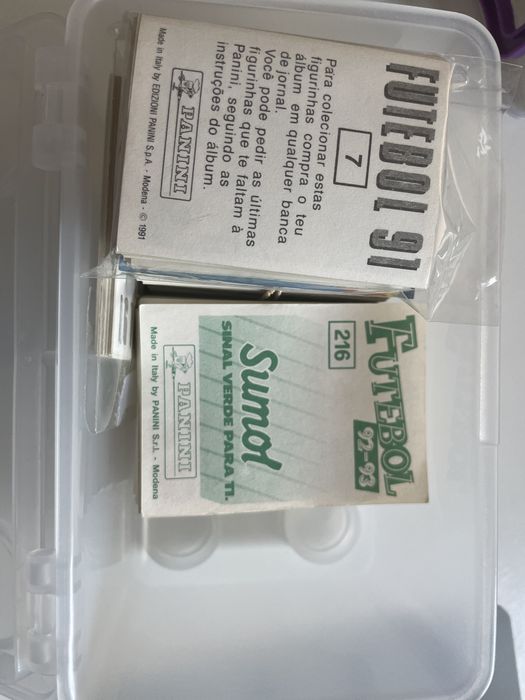 FUTEBOL 91
7
Para colecionar estas
figurinhas compra o teu
álbum em qualquer banca
de jornal.
Você pode pedir as últimas
figurinhas que te faltam à
Panini, seguindo as
instruções do álbum.
PANINI
Made in Italy by EDIZIONI PANINI S.p.A. - Modena - © 1991
FUTEBOL
92-93
216
Sumol
SINAL VERDE PARA TI.
PANINI
Made in Italy by PANINI S.r.l. - Modena